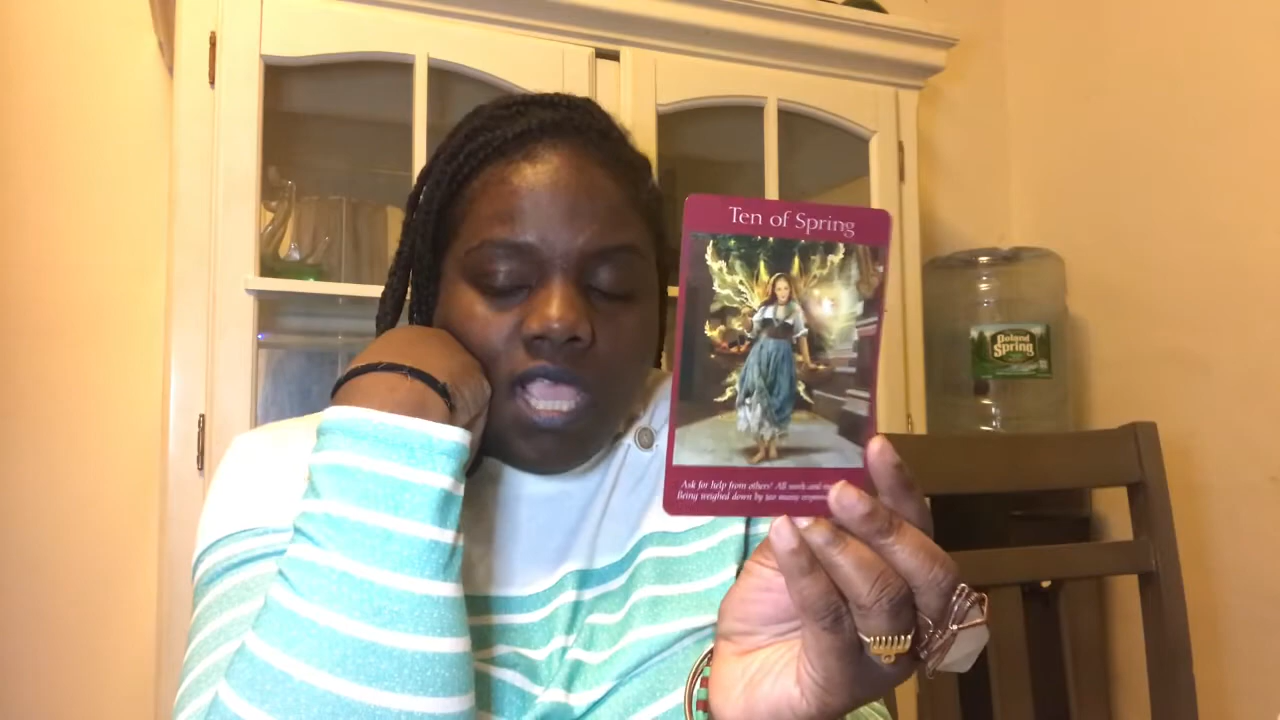 Ten of Spring
Ask for help from others! All work and
Being weighed down by too many
Poland
Spring